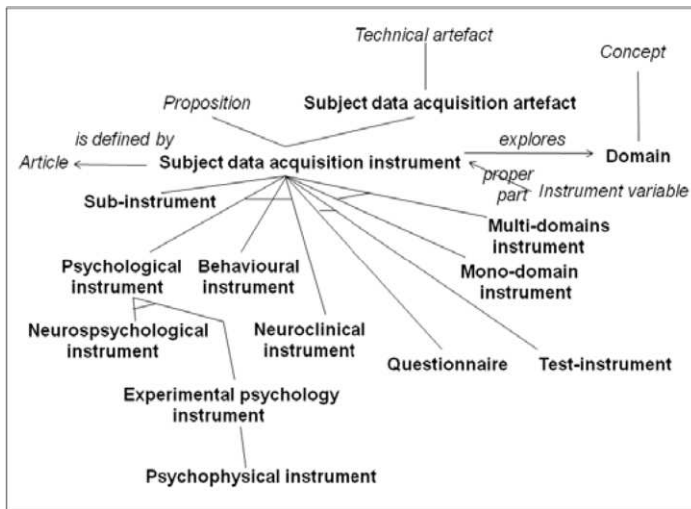 Technical artefact
Concept
Proposition
Subject data acquisition artefact
is defined by
explores
Article
Subject data acquisition instrument
Domain
proper
part
Instrument variable
Sub-instrument
Multi-domains
instrument
Psychological
instrument
Behavioural
instrument
Mono-domain
instrument
Neurospsychological
instrument
Neuroclinical
instrument
Questionnaire
Test-instrument
Experimental psychology
instrument
Psychophysical instrument